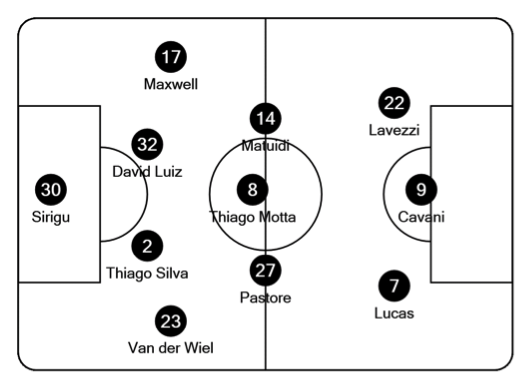 17
Maxwell
22
Lavezzi
14
Matuidi
32
David Luiz
30
Sirigu
8
Thiago Motta
9
Cavani
2
Thiago Silva
27
Pastore
7
Lucas
23
Van der Wiel